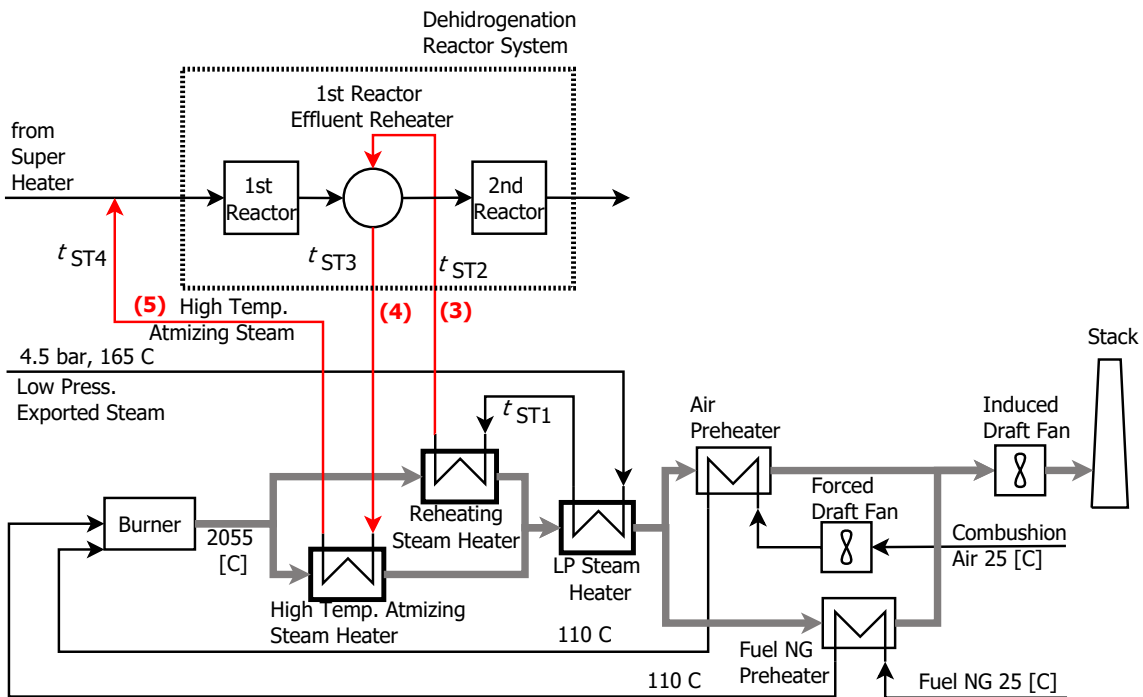 Dehidrogenation
Reactor System
1st Reactor
Effluent Reheater
from
Super
Heater
1st
Reactor
2nd
Reactor
t ST4
t ST3
t ST2
(5)
High Temp.
Atmizing Steam
(4)
(3)
4.5 bar, 165 C
Low Press.
Exported Steam
t ST1
Air
Preheater
Induced
Draft Fan
Stack
Burner
2055
[C]
Reheating
Steam Heater
Forced
Draft Fan
Combushion
Air 25 [C]
LP Steam
Heater
High Temp. Atmizing
Steam Heater
110 C
Fuel NG
Preheater
110 C
Fuel NG 25 [C]